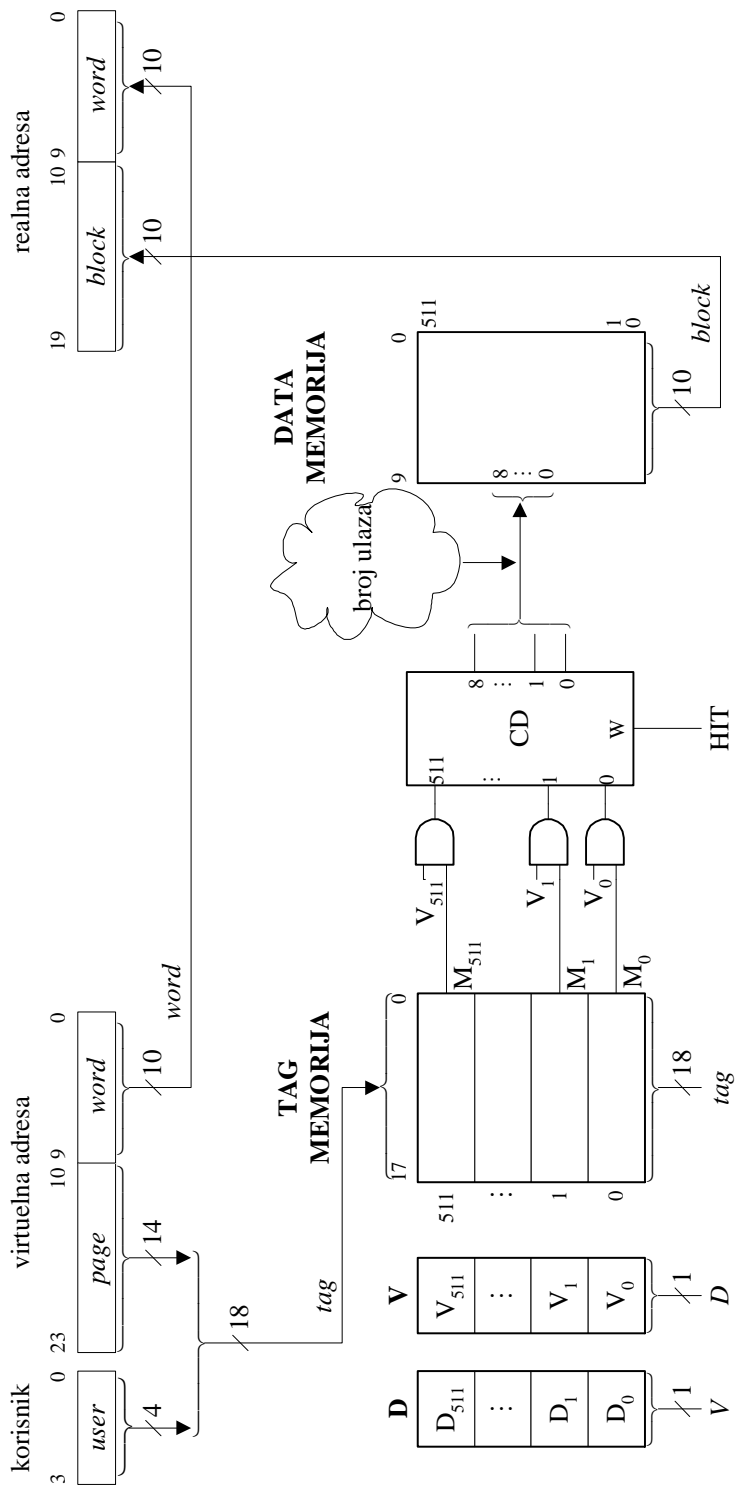 korisnik
virtuelna adresa
realna adresa
3 0
23 10 9 0
19 10 9 0
user
page
word
block
word
4
14
10
10
10
18
word
tag
TAG
MEMORIJA
DATA
MEMORIJA
D
V
17 0
9 0
broj ulaza
D511
⋮
D1
D0
V511
⋮
V1
V0
511
⋮
1
0
M511
M1
M0
V511
V1
V0
511
⋮
1
0
CD
W
8
⋮
1
0
8
⋮
0
511
1
0
1
V
1
D
18
tag
HIT
10
block